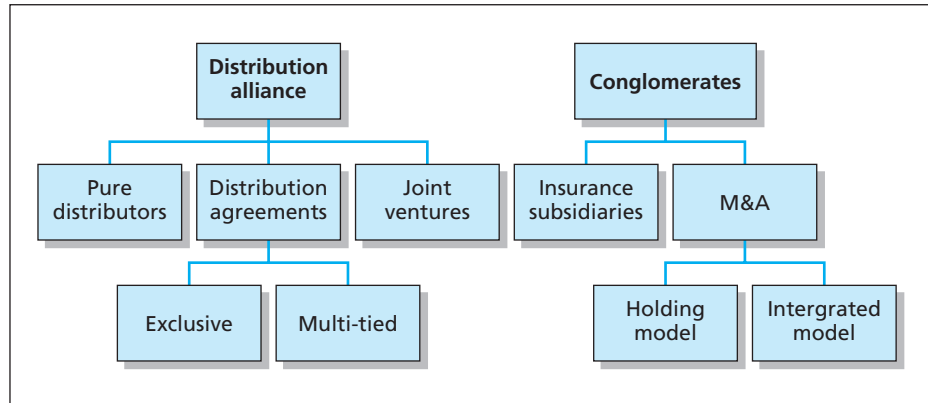 Distribution
alliance
Conglomerates
Pure
distributors
Distribution
agreements
Joint
ventures
Insurance
subsidiaries
M&A
Exclusive
Multi-tied
Holding
model
Intergrated
model